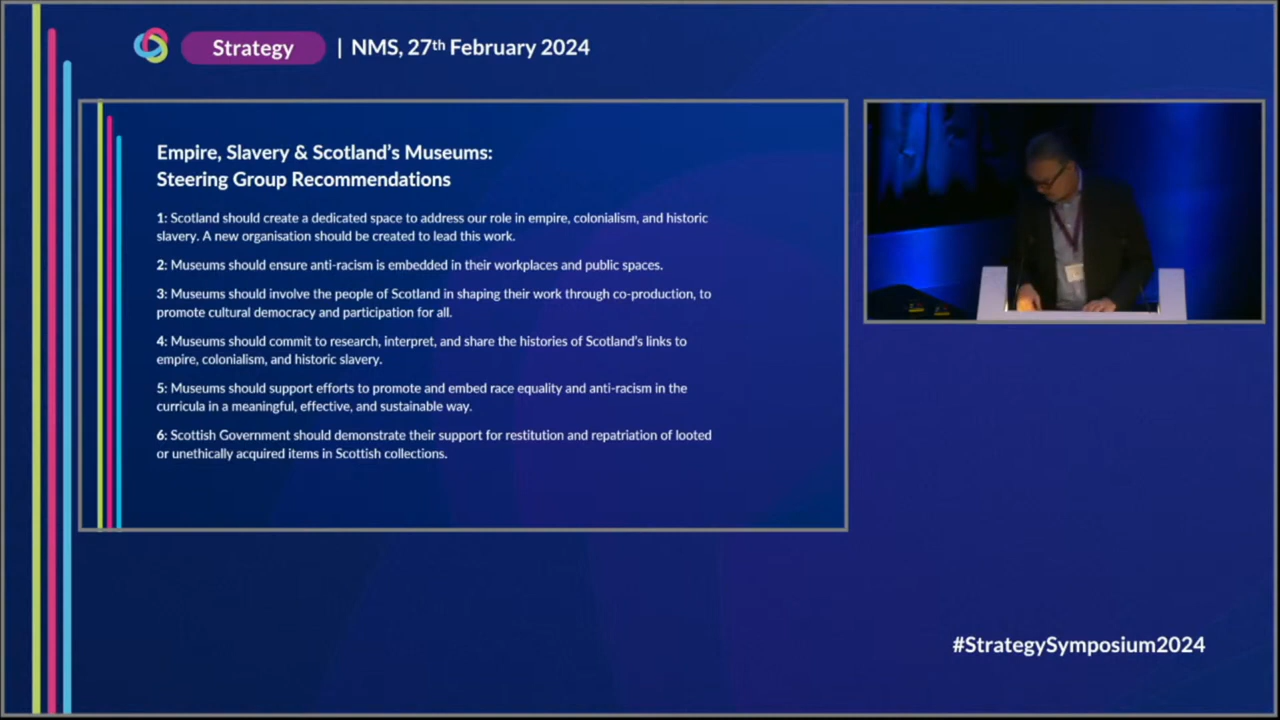 Strategy | NMS, 27th February 2024
Empire, Slavery & Scotland's Museums:
Steering Group Recommendations
1: Scotland should create a dedicated space to address our role in empire, colonialism, and historic
slavery. A new organisation should be created to lead this work.
2: Museums should ensure anti-racism is embedded in their workplaces and public spaces.
3: Museums should involve the people of Scotland in shaping their work through co-production, to
promote cultural democracy and participation for all.
4: Museums should commit to research, interpret, and share the histories of Scotland's links to
empire, colonialism, and historic slavery.
5: Museums should support efforts to promote and embed race equality and anti-racism in the
curricula in a meaningful, effective, and sustainable way.
6: Scottish Government should demonstrate their support for restitution and repatriation of looted
or unethically acquired items in Scottish collections.
#StrategySymposium2024